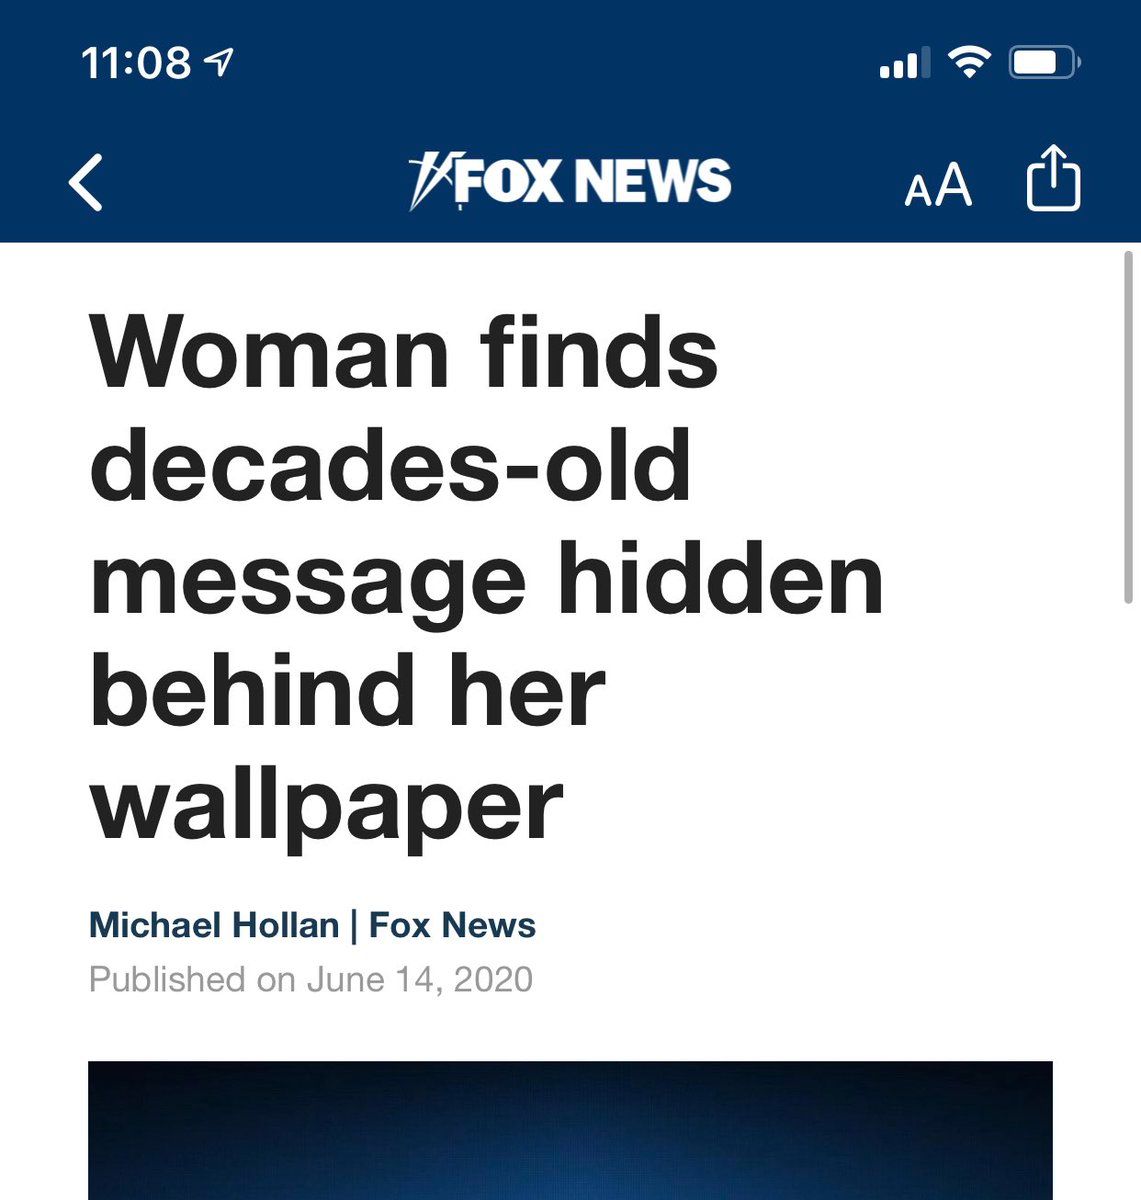 11:08
FOX NEWS
AA
Woman finds
decades-old
message hidden
behind her
wallpaper
Michael Hollan | Fox News
Published on June 14, 2020